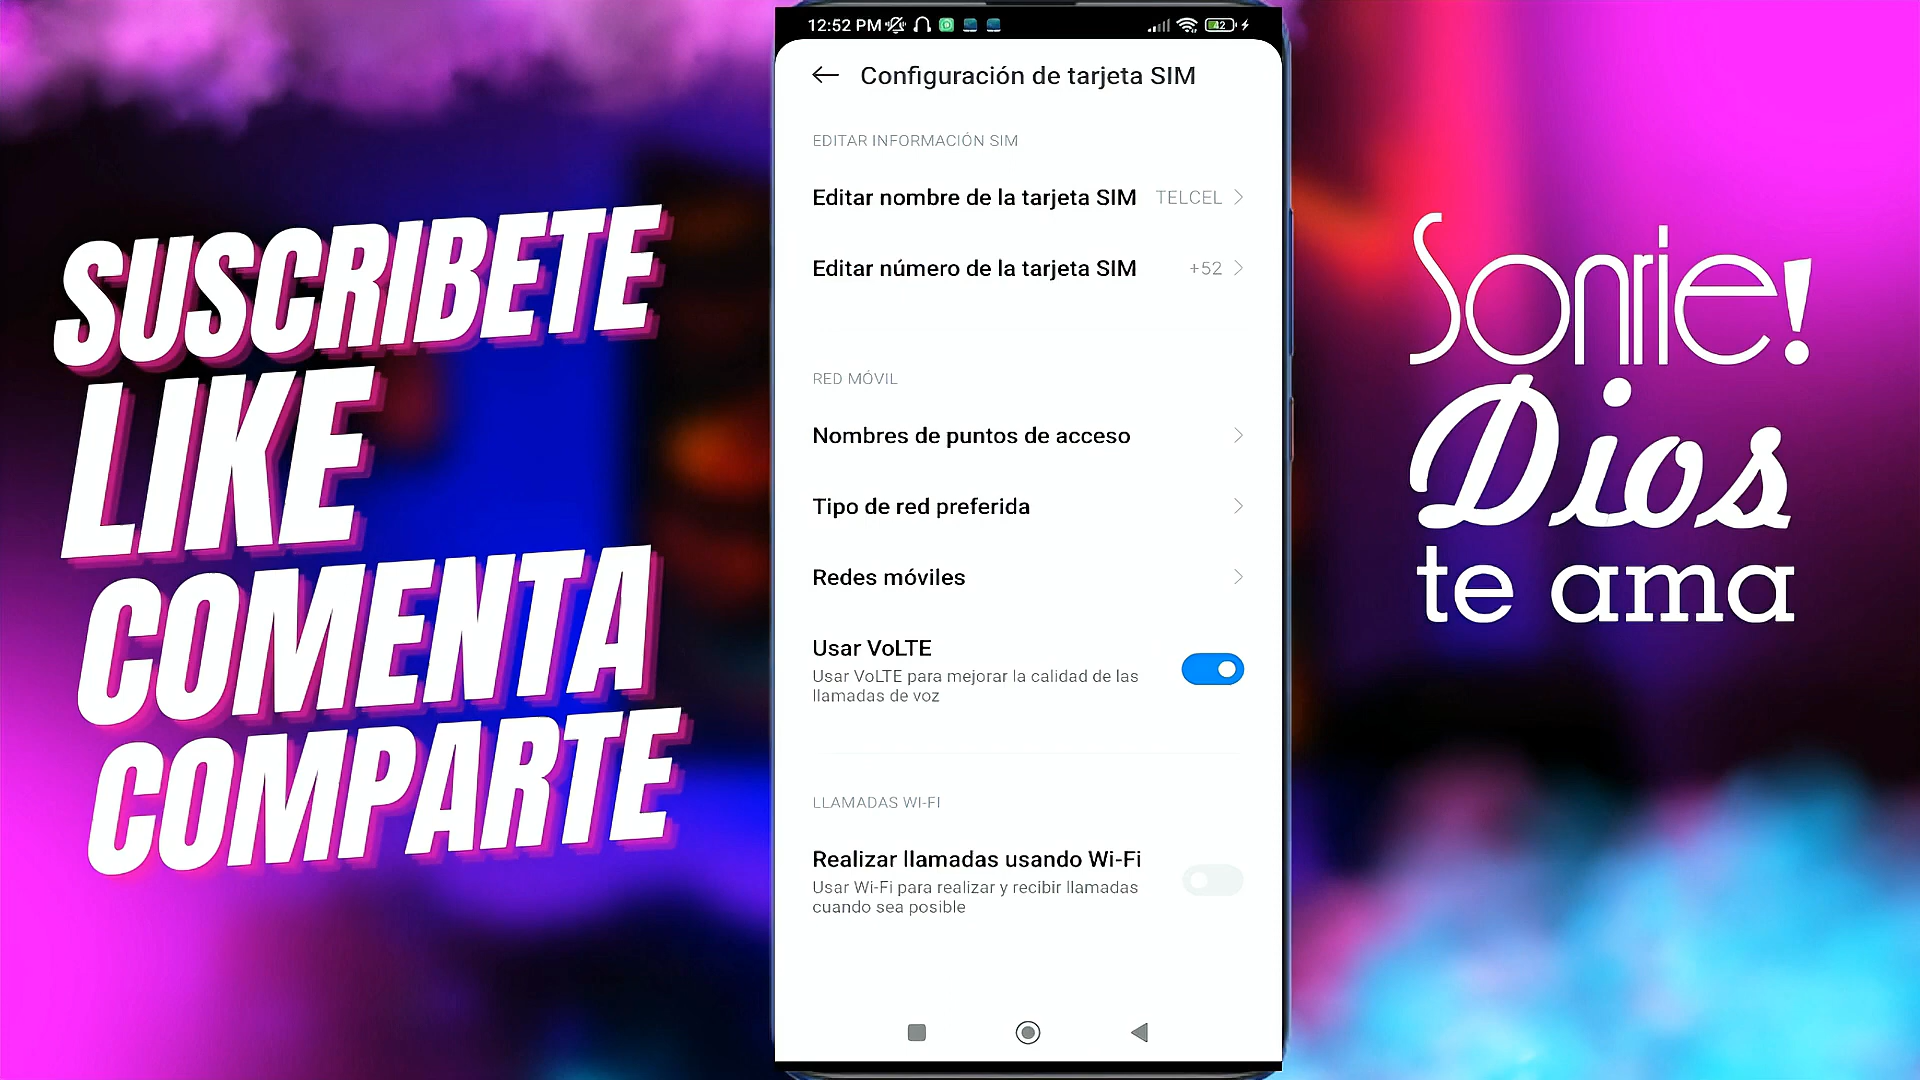 SUSCRIBETE
LIKE
COMENTA
COMPARTE
12:52 PM
42
Configuración de tarjeta SIM
EDITAR INFORMACIÓN SIM
Editar nombre de la tarjeta SIM TELCEL
Editar número de la tarjeta SIM +52
RED MÓVIL
Nombres de puntos de acceso
Tipo de red preferida
Redes móviles
Usar VoLTE
Usar VoLTE para mejorar la calidad de las
llamadas de voz
LLAMADAS WI-FI
Realizar llamadas usando Wi-Fi
Usar Wi-Fi para realizar y recibir llamadas
cuando sea posible
Sonrie!
Dios
te ama